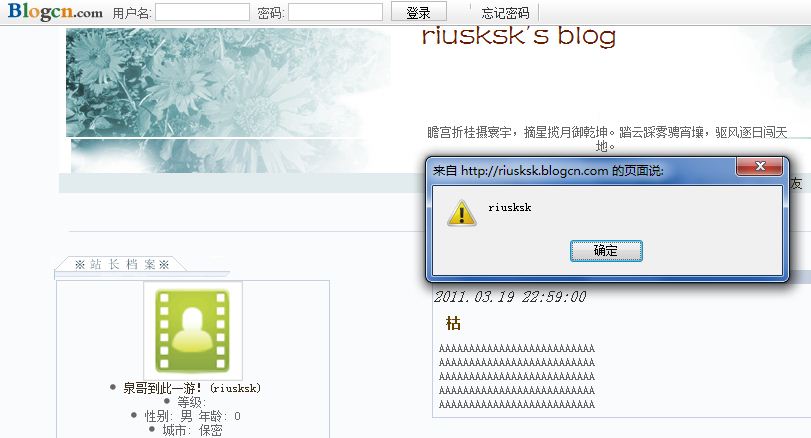 Blogcn.com 用户名: 密码: 登录 忘记密码
riusksk's blog
瞻宫折桂摄寰宇，摘星揽月御乾坤。踏云踩雾骋宵壤，驱风逐日闯天
地。
友
来自 http://riusksk.blogcn.com 的页面说:
riusksk
确定
※ 站 长 档 案 ※
泉哥到此一游! (riusksk)
等级:
性别: 男 年龄: 0
城市: 保密
2011.03.19 22:59:00
枯
AAAAAAAAAAAAAAAAAAAAAAAAAA
AAAAAAAAAAAAAAAAAAAAAAAAAA
AAAAAAAAAAAAAAAAAAAAAAAAAA
AAAAAAAAAAAAAAAAAAAAAAAAAA
AAAAAAAAAAAAAAAAAAAAAAAAAA